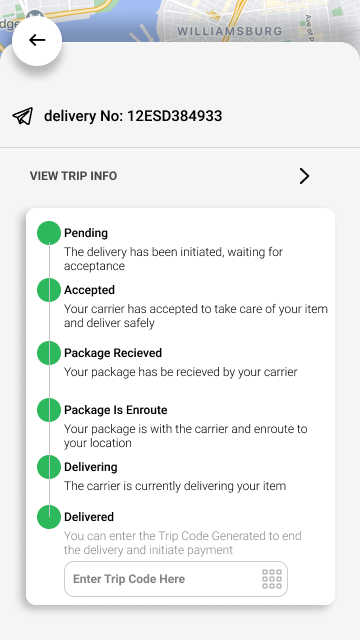 dge
WILLIAMSBURG
Ave of P
delivery No: 12ESD384933
VIEW TRIP INFO
Pending
The delivery has been initiated, waiting for
acceptance
Accepted
Your carrier has accepted to take care of your item
and deliver safely
Package Recieved
Your package has be recieved by your carrier
Package Is Enroute
Your package is with the carrier and enroute to
your location
Delivering
The carrier is currently delivering your item
Delivered
You can enter the Trip Code Generated to end
the delivery and initiate payment
Enter Trip Code Here